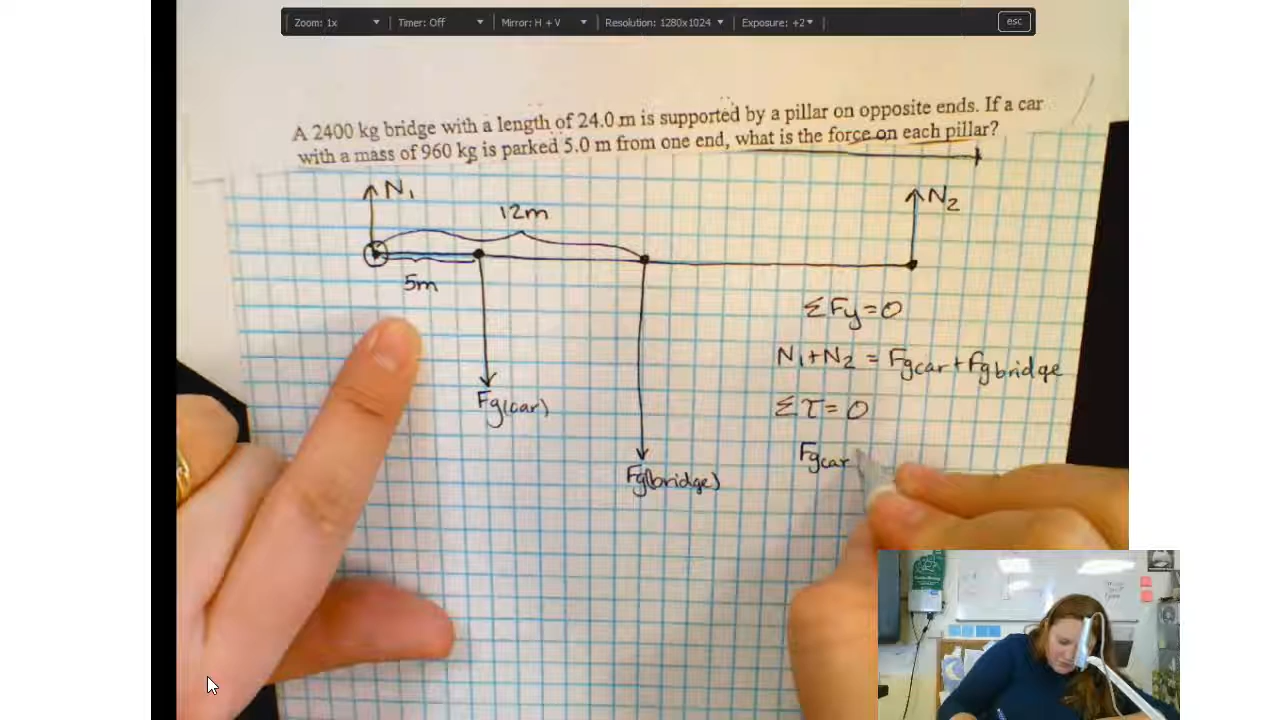 Zoom: 1x Timer: Off Mirror: H + V Resolution: 1280x1024 Exposure: +2 esc
A 2400 kg bridge with a length of 24.0 m is supported by a pillar on opposite ends. If a car
with a mass of 960 kg is parked 5.0 m from one end, what is the force on each pillar?
N1
N2
12m
5m
ΣFy=0
N1+N2 = Fgcar+Fgbridge
Fg(car)
Στ=0
Fgcar
Fg(bridge)